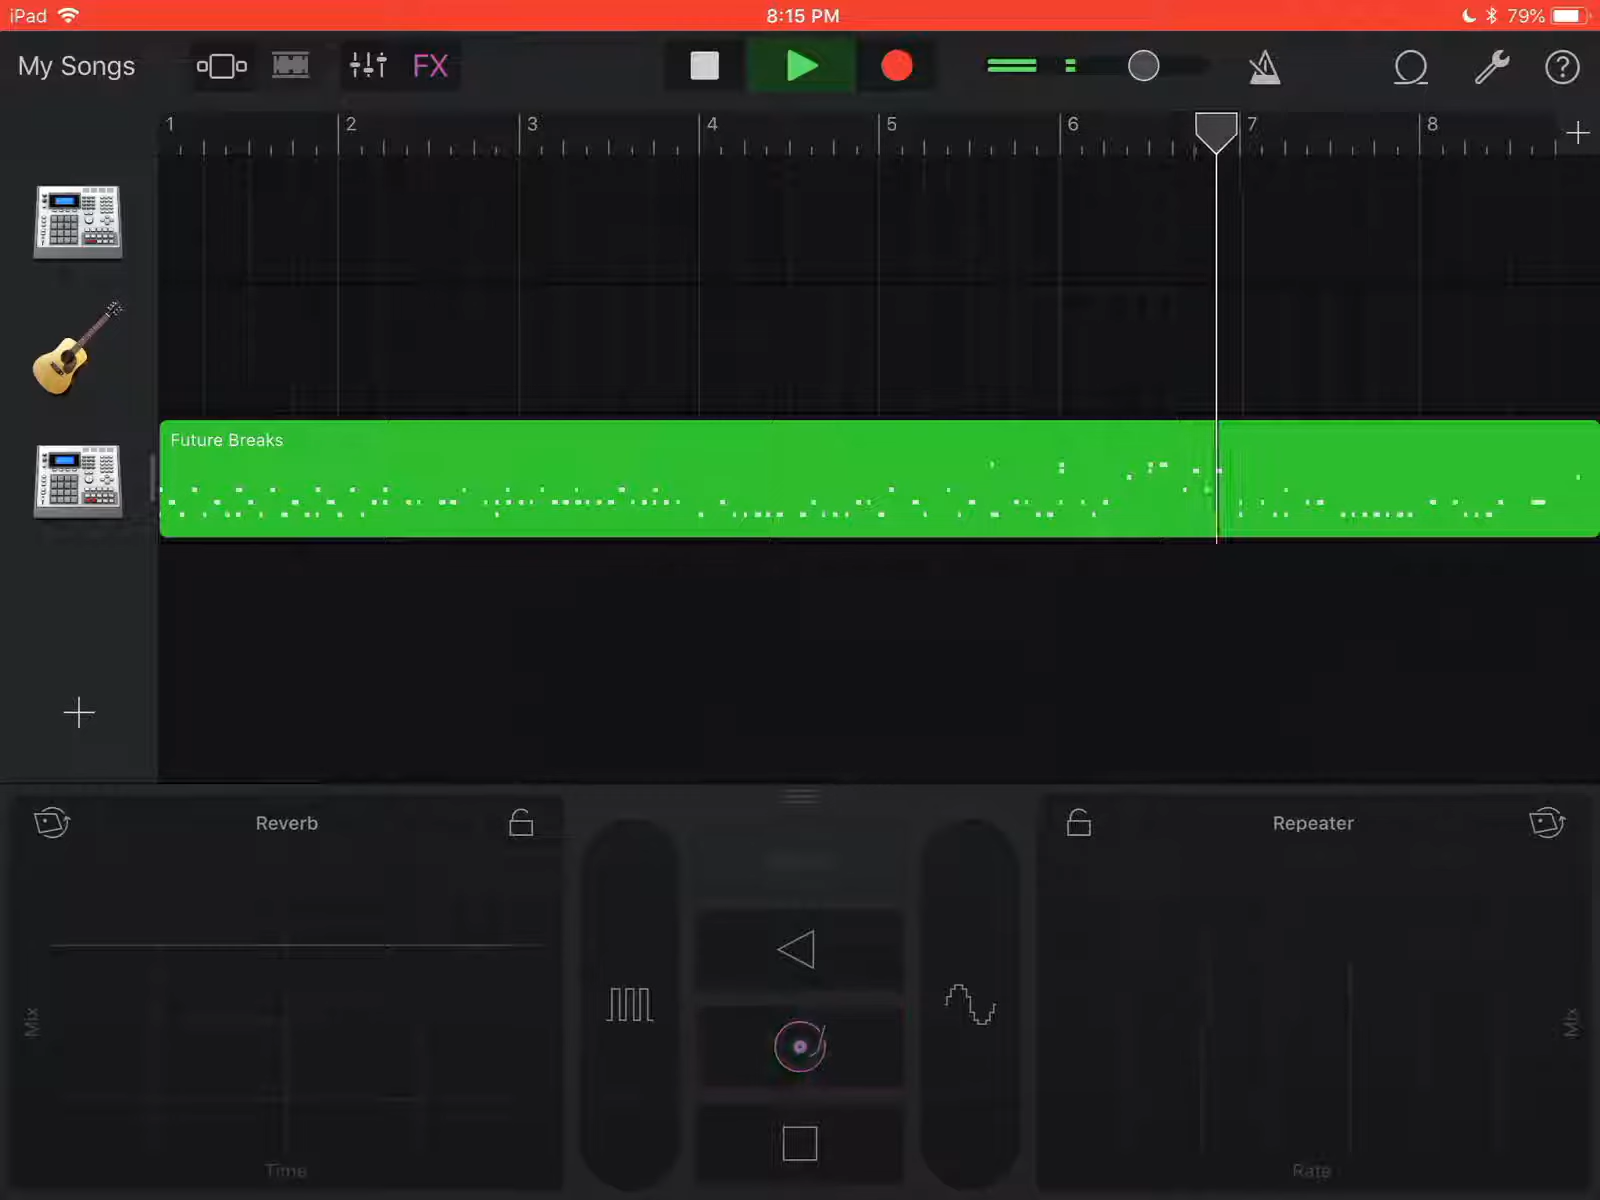 iPad 8:15 PM 79%
My Songs FX ?
1 2 3 4 5 6 7 8
Future Breaks
Reverb Repeater
Mix Mix
Time Rate